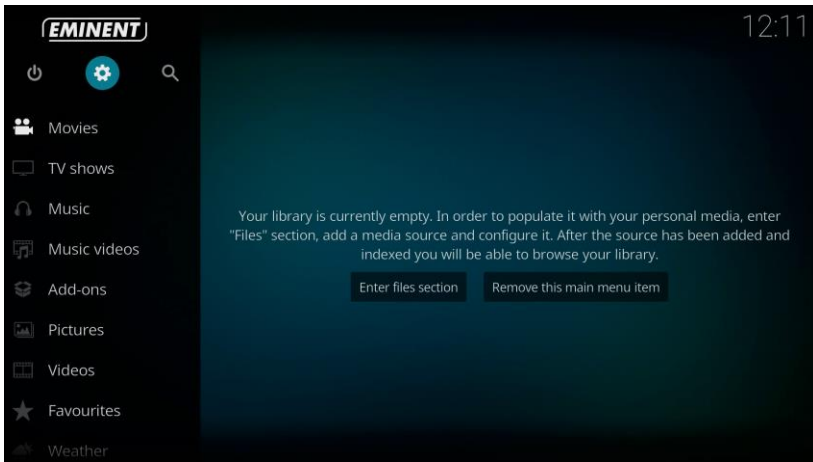 EMINENT
12:11
Movies
TV shows
Music
Your library is currently empty. In order to populate it with your personal media, enter
"Files" section, add a media source and configure it. After the source has been added and
indexed you will be able to browse your library.
Music videos
Add-ons
Enter files section
Remove this main menu item
Pictures
Videos
Favourites
Weather